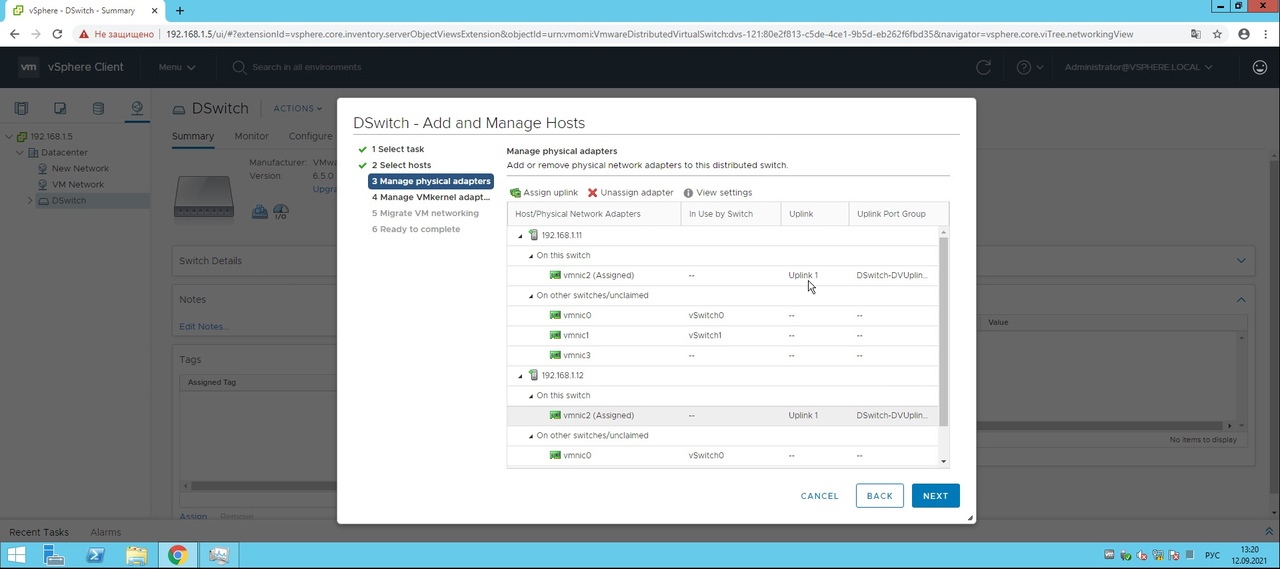 vSphere - DSwitch - Summary
Не защищено
192.168.1.5/ui/#?extensionId=vsphere.core.inventory.serverObjectViewsExtension&objectId=urn:vmomi:VmwareDistributedVirtualSwitch:dvs-121:80e2f813-c5de-4ce1-9b5d-eb262f6fbd35&navigator=vsphere.core.viTree.networkingView
vm vSphere Client Menu Search in all environments Administrator@VSPHERE.LOCAL
192.168.1.5
Datacenter
New Network
VM Network
DSwitch
DSwitch ACTIONS
Summary Monitor Configure
Manufacturer: VMwa
Version: 6.5.0
Upgra
Switch Details
Notes
Edit Notes...
Tags
Assigned Tag
Assign Remove
Value
No items to display
DSwitch - Add and Manage Hosts
1 Select task
2 Select hosts
3 Manage physical adapters
4 Manage VMkernel adapt...
5 Migrate VM networking
6 Ready to complete
Manage physical adapters
Add or remove physical network adapters to this distributed switch.
Assign uplink Unassign adapter View settings
Host/Physical Network Adapters In Use by Switch Uplink Uplink Port Group
192.168.1.11
On this switch
vmnic2 (Assigned) -- Uplink 1 DSwitch-DVUplin...
On other switches/unclaimed
vmnic0 vSwitch0 -- --
vmnic1 vSwitch1 -- --
vmnic3 -- -- --
192.168.1.12
On this switch
vmnic2 (Assigned) -- Uplink 1 DSwitch-DVUplin...
On other switches/unclaimed
vmnic0 vSwitch0 -- --
CANCEL BACK NEXT
Recent Tasks Alarms
РУС
13:20
12.09.2021